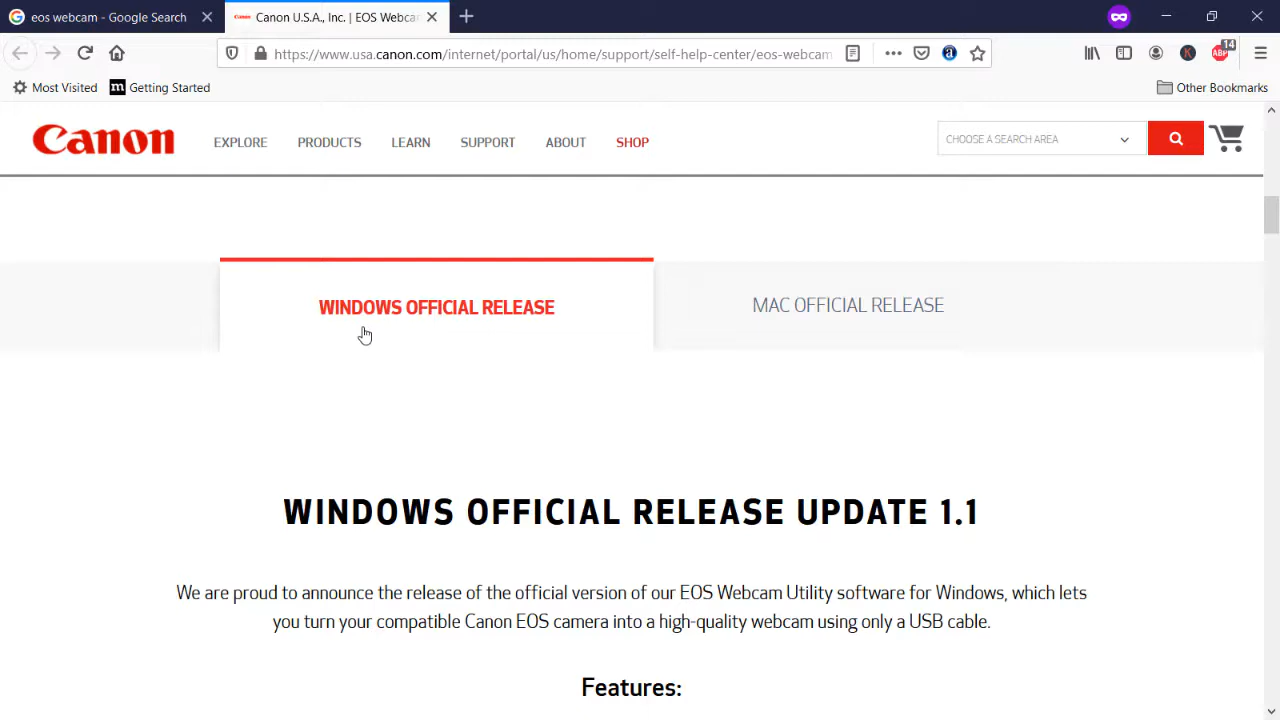 eos webcam - Google Search
Canon U.S.A., Inc. | EOS Webca
https://www.usa.canon.com/internet/portal/us/home/support/self-help-center/eos-webcam
14
ABP
K
a
Most Visited
m Getting Started
Other Bookmarks
Canon
EXPLORE PRODUCTS LEARN SUPPORT ABOUT SHOP
CHOOSE A SEARCH AREA
WINDOWS OFFICIAL RELEASE
MAC OFFICIAL RELEASE
WINDOWS OFFICIAL RELEASE UPDATE 1.1
We are proud to announce the release of the official version of our EOS Webcam Utility software for Windows, which lets
you turn your compatible Canon EOS camera into a high-quality webcam using only a USB cable.
Features: